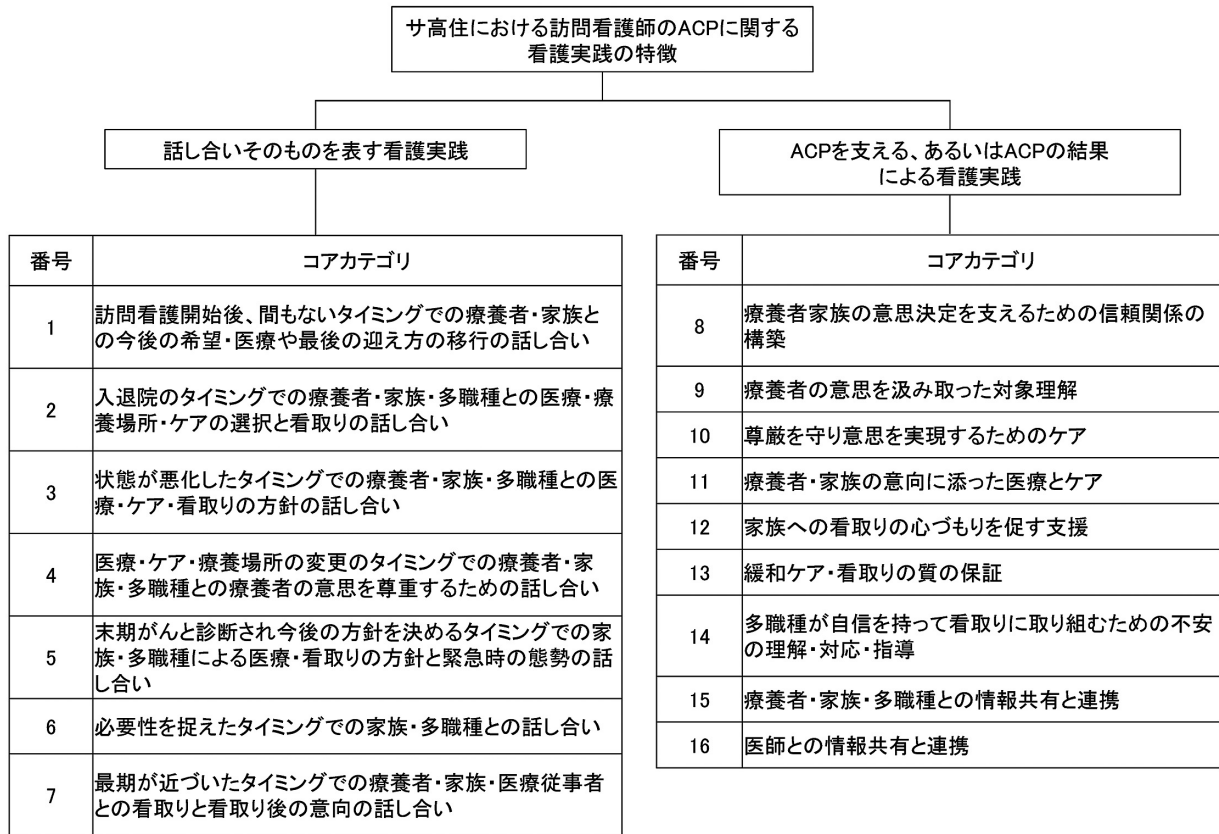 サ高住における訪問看護師のACPに関する
看護実践の特徴
話し合いそのものを表す看護実践
番号 コアカテゴリ
1 訪問看護開始後、間もないタイミングでの療養者・家族と
の今後の希望・医療や最後の迎え方の移行の話し合い
2 入退院のタイミングでの療養者・家族・多職種との医療・療
養場所・ケアの選択と看取りの話し合い
3 状態が悪化したタイミングでの療養者・家族・多職種との医
療・ケア・看取りの方針の話し合い
4 医療・ケア・療養場所の変更のタイミングでの療養者・家
族・多職種との療養者の意思を尊重するための話し合い
5 末期がんと診断され今後の方針を決めるタイミングでの家
族・多職種による医療・看取りの方針と緊急時の態勢の話
し合い
6 必要性を捉えたタイミングでの家族・多職種との話し合い
7 最期が近づいたタイミングでの療養者・家族・医療従事者
との看取りと看取り後の意向の話し合い
ACPを支える、あるいはACPの結果
による看護実践
番号 コアカテゴリ
8 療養者家族の意思決定を支えるための信頼関係の
構築
9 療養者の意思を汲み取った対象理解
10 尊厳を守り意思を実現するためのケア
11 療養者・家族の意向に添った医療とケア
12 家族への看取りの心づもりを促す支援
13 緩和ケア・看取りの質の保証
14 多職種が自信を持って看取りに取り組むための不安
の理解・対応・指導
15 療養者・家族・多職種との情報共有と連携
16 医師との情報共有と連携